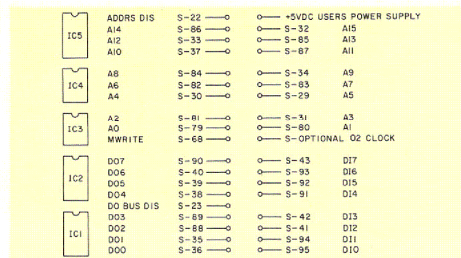 ADDRS DIS S-22 +5VDC USERS POWER SUPPLY
IC5 A14 S-86 S-32 A15
A12 S-33 S-85 A13
A10 S-37 S-87 A11
A8 S-84 S-34 A9
IC4 A6 S-82 S-83 A7
A4 S-30 S-29 A5
A2 S-81 S-31 A3
IC3 A0 S-79 S-80 A1
MWRITE S-68 S-OPTIONAL 02 CLOCK
DO7 S-90 S-43 DI7
DO6 S-40 S-93 DI6
IC2 DO5 S-39 S-92 DI5
DO4 S-38 S-91 DI4
DO BUS DIS S-23
DO3 S-89 S-42 DI3
IC1 DO2 S-88 S-41 DI2
DO1 S-35 S-94 DI1
DO0 S-36 S-95 DI0